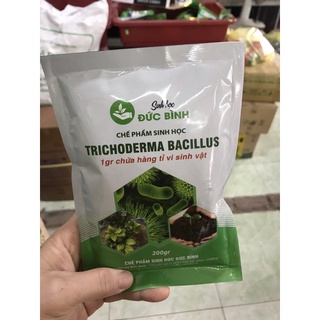 Sinh học
ĐỨC BÌNH
CHẾ PHẨM SINH HỌC
TRICHODERMA BACILLUS
1gr chứa hàng tỉ vi sinh vật
200gr
CHẾ PHẨM SINH HỌC ĐỨC BÌNH